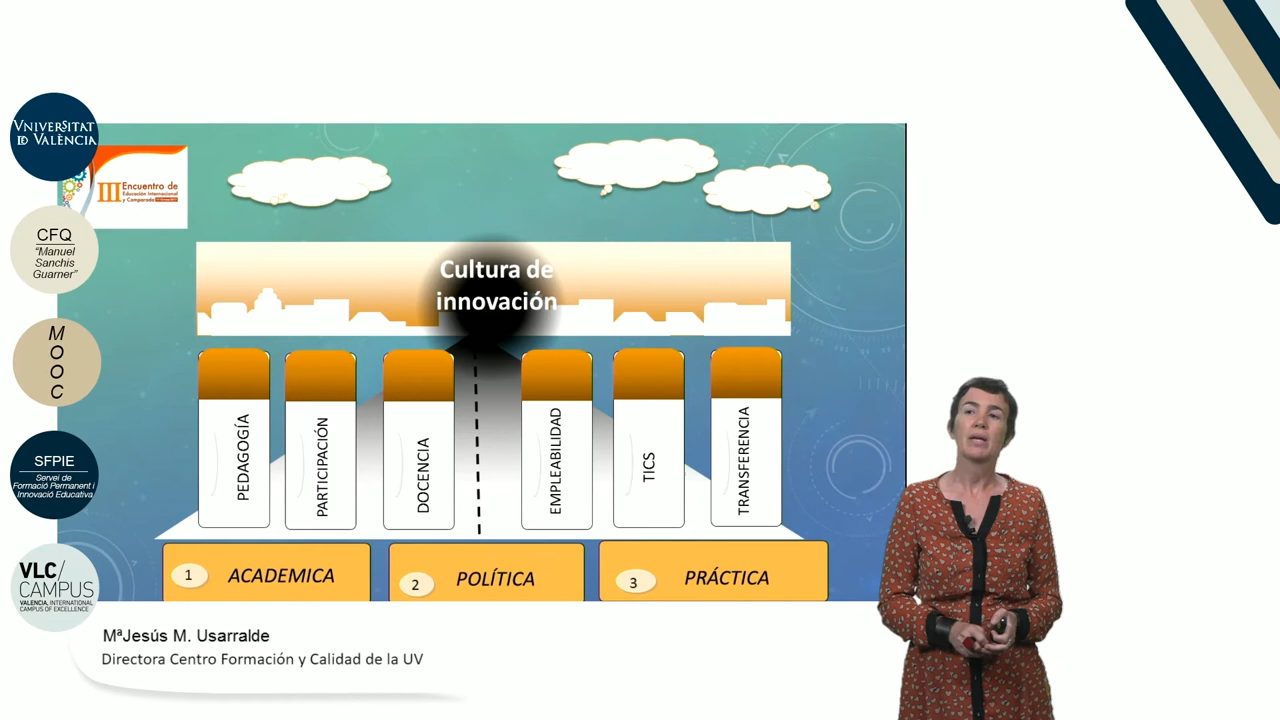 VNIVERSITAT
ID VALÈNCIA
CFQ
"Manuel
Sanchis
Guarner"
M
O
O
C
SFPIE
Servei de
Formació Permanent i
Innovació Educativa
VLC/
CAMPUS
VALENCIA, INTERNATIONAL
CAMPUS OF EXCELLENCE
III Encuentro de
Educación Internacional
y Comparada
Cultura de
innovación
PEDAGOGÍA
PARTICIPACIÓN
DOCENCIA
EMPLEABILIDAD
TICS
TRANSFERENCIA
1 ACADEMICA
2 POLÍTICA
3 PRÁCTICA
MªJesús M. Usarralde
Directora Centro Formación y Calidad de la UV